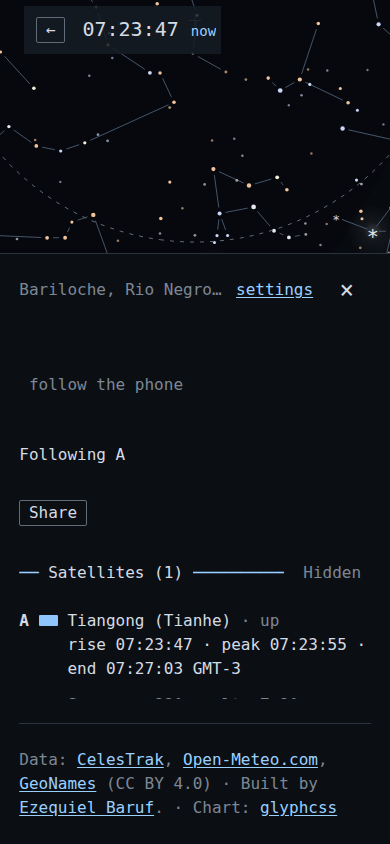 ← 07:23:47 now
Bariloche, Rio Negro… settings ×
follow the phone
Following A
Share
Satellites (1) Hidden
A Tiangong (Tianhe) · up
rise 07:23:47 · peak 07:23:55 ·
end 07:27:03 GMT-3
Data: CelesTrak, Open-Meteo.com,
GeoNames (CC BY 4.0) · Built by
Ezequiel Baruf. · Chart: glyphcss